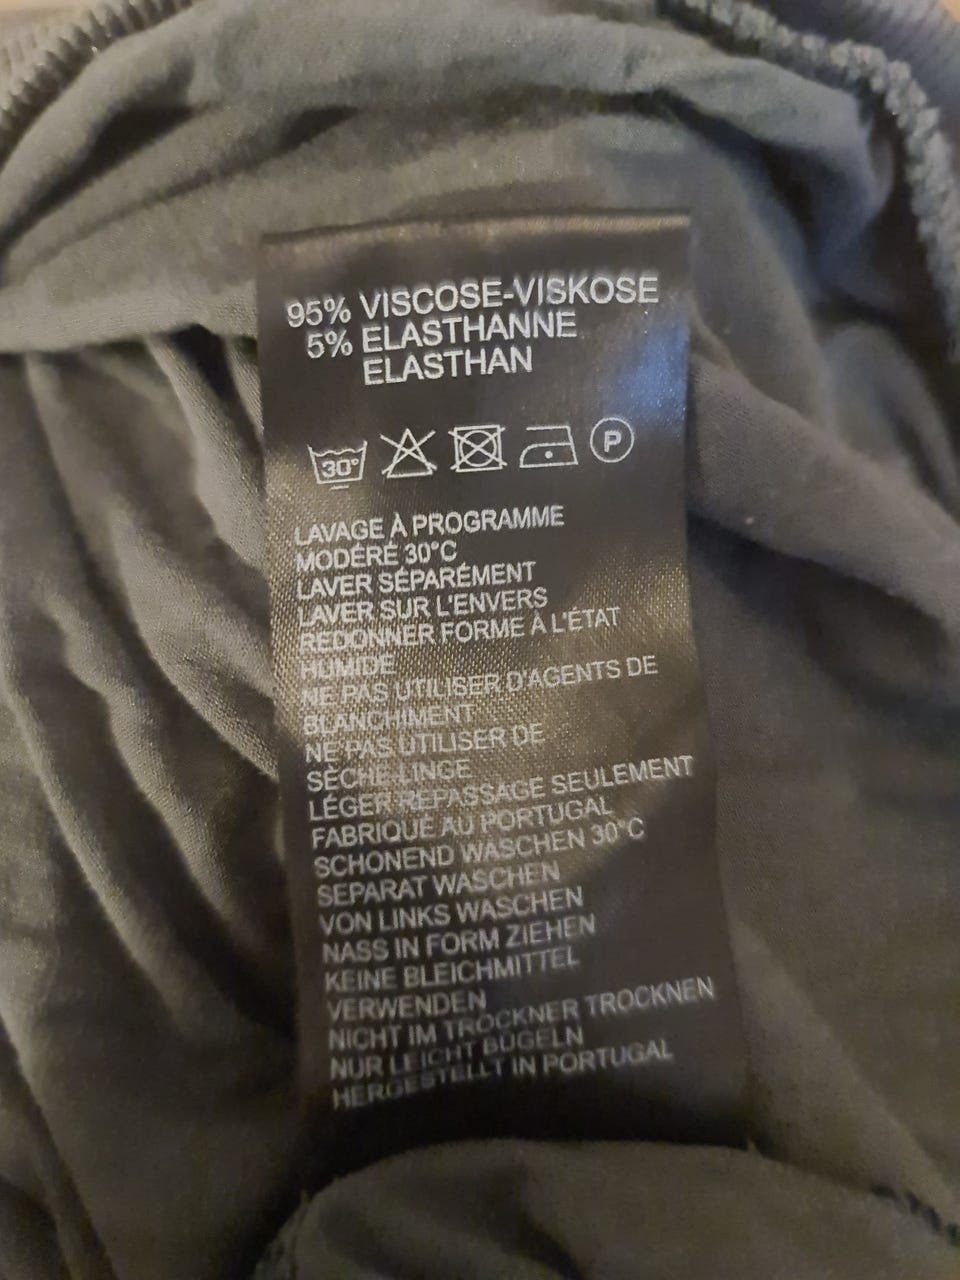 95% VISCOSE-VISKOSE
5% ELASTHANNE
ELASTHAN
30° P
LAVAGE À PROGRAMME
MODÉRÉ 30°C
LAVER SÉPARÉMENT
LAVER SUR L'ENVERS
REDONNER FORME À L'ÉTAT
HUMIDE
NE PAS UTILISER D'AGENTS DE
BLANCHIMENT
NE PAS UTILISER DE
SÈCHE-LINGE
LÉGER REPASSAGE SEULEMENT
FABRIQUÉ AU PORTUGAL
SCHONEND WASCHEN 30°C
SEPARAT WASCHEN
VON LINKS WASCHEN
NASS IN FORM ZIEHEN
KEINE BLEICHMITTEL
VERWENDEN
NICHT IM TROCKNER TROCKNEN
NUR LEICHT BÜGELN
HERGESTELLT IN PORTUGAL